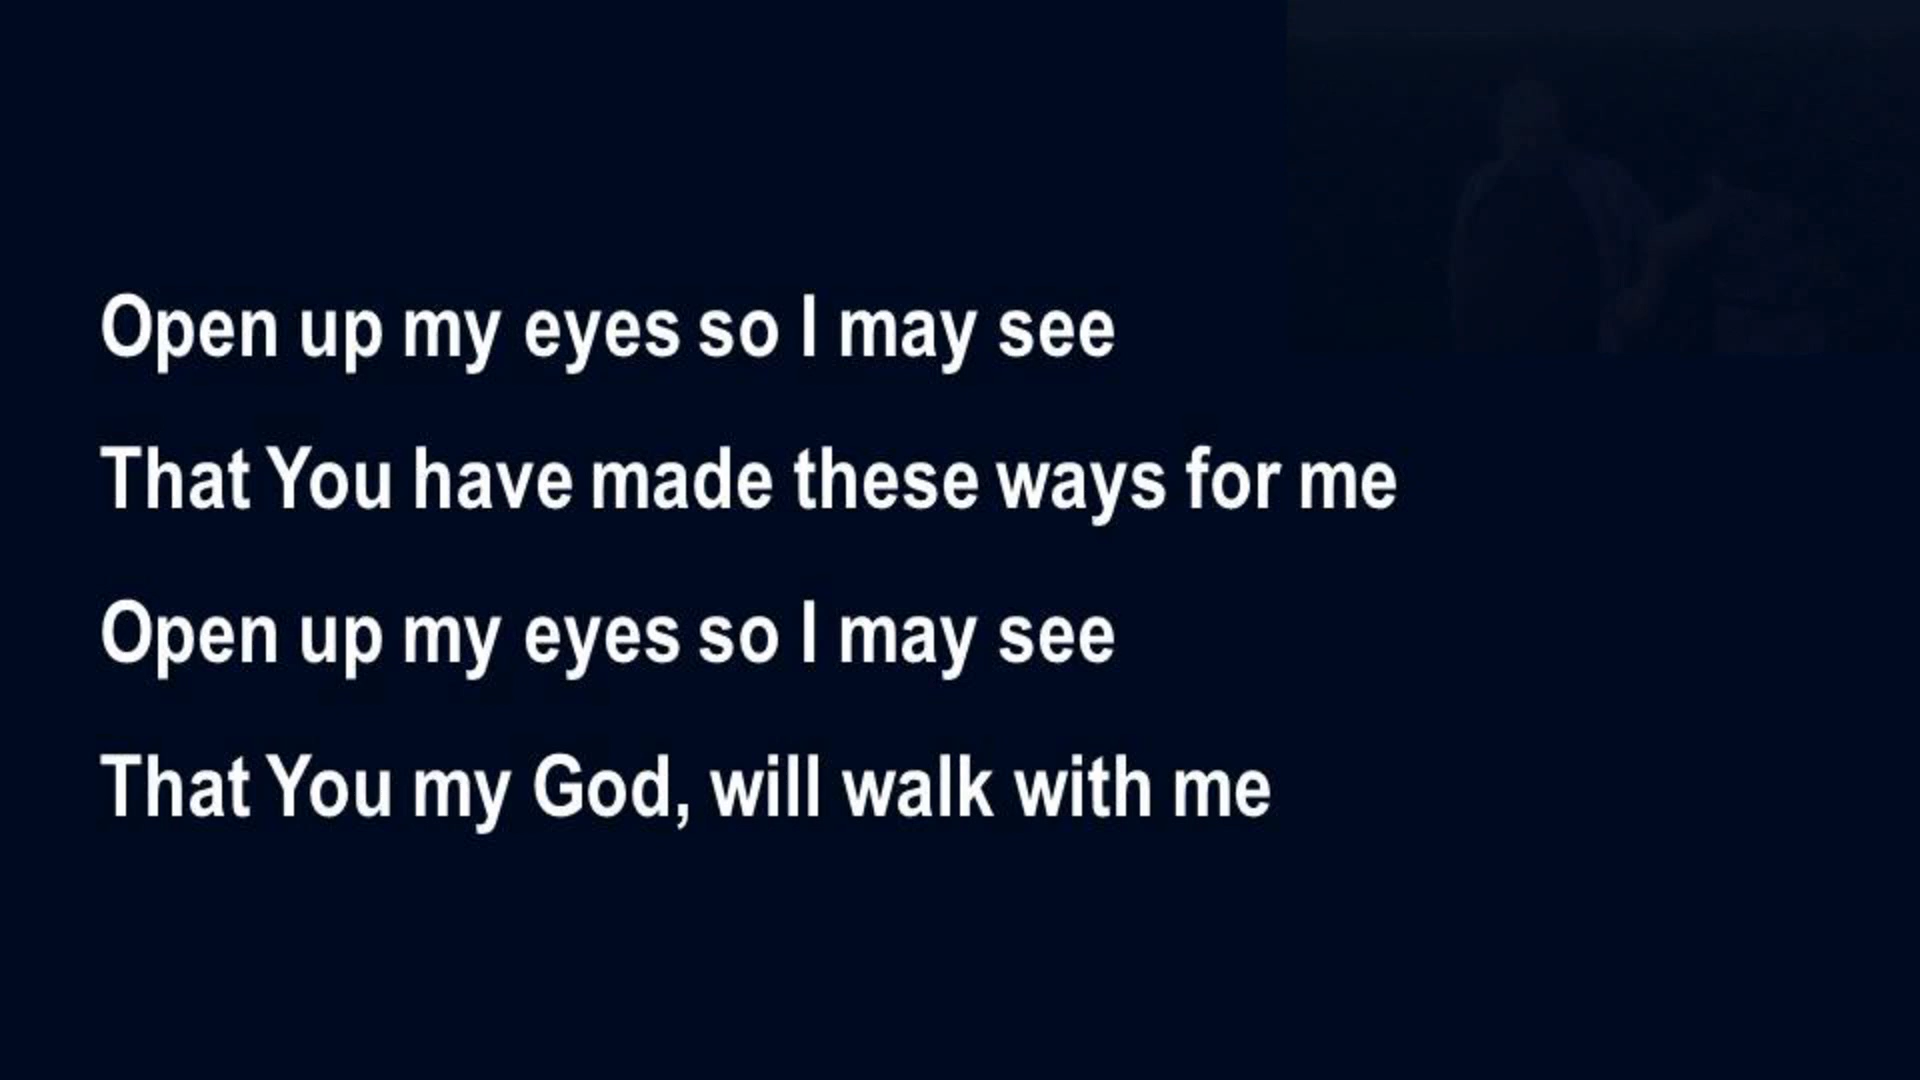 Open up my eyes so I may see
That You have made these ways for me
Open up my eyes so I may see
That You my God, will walk with me